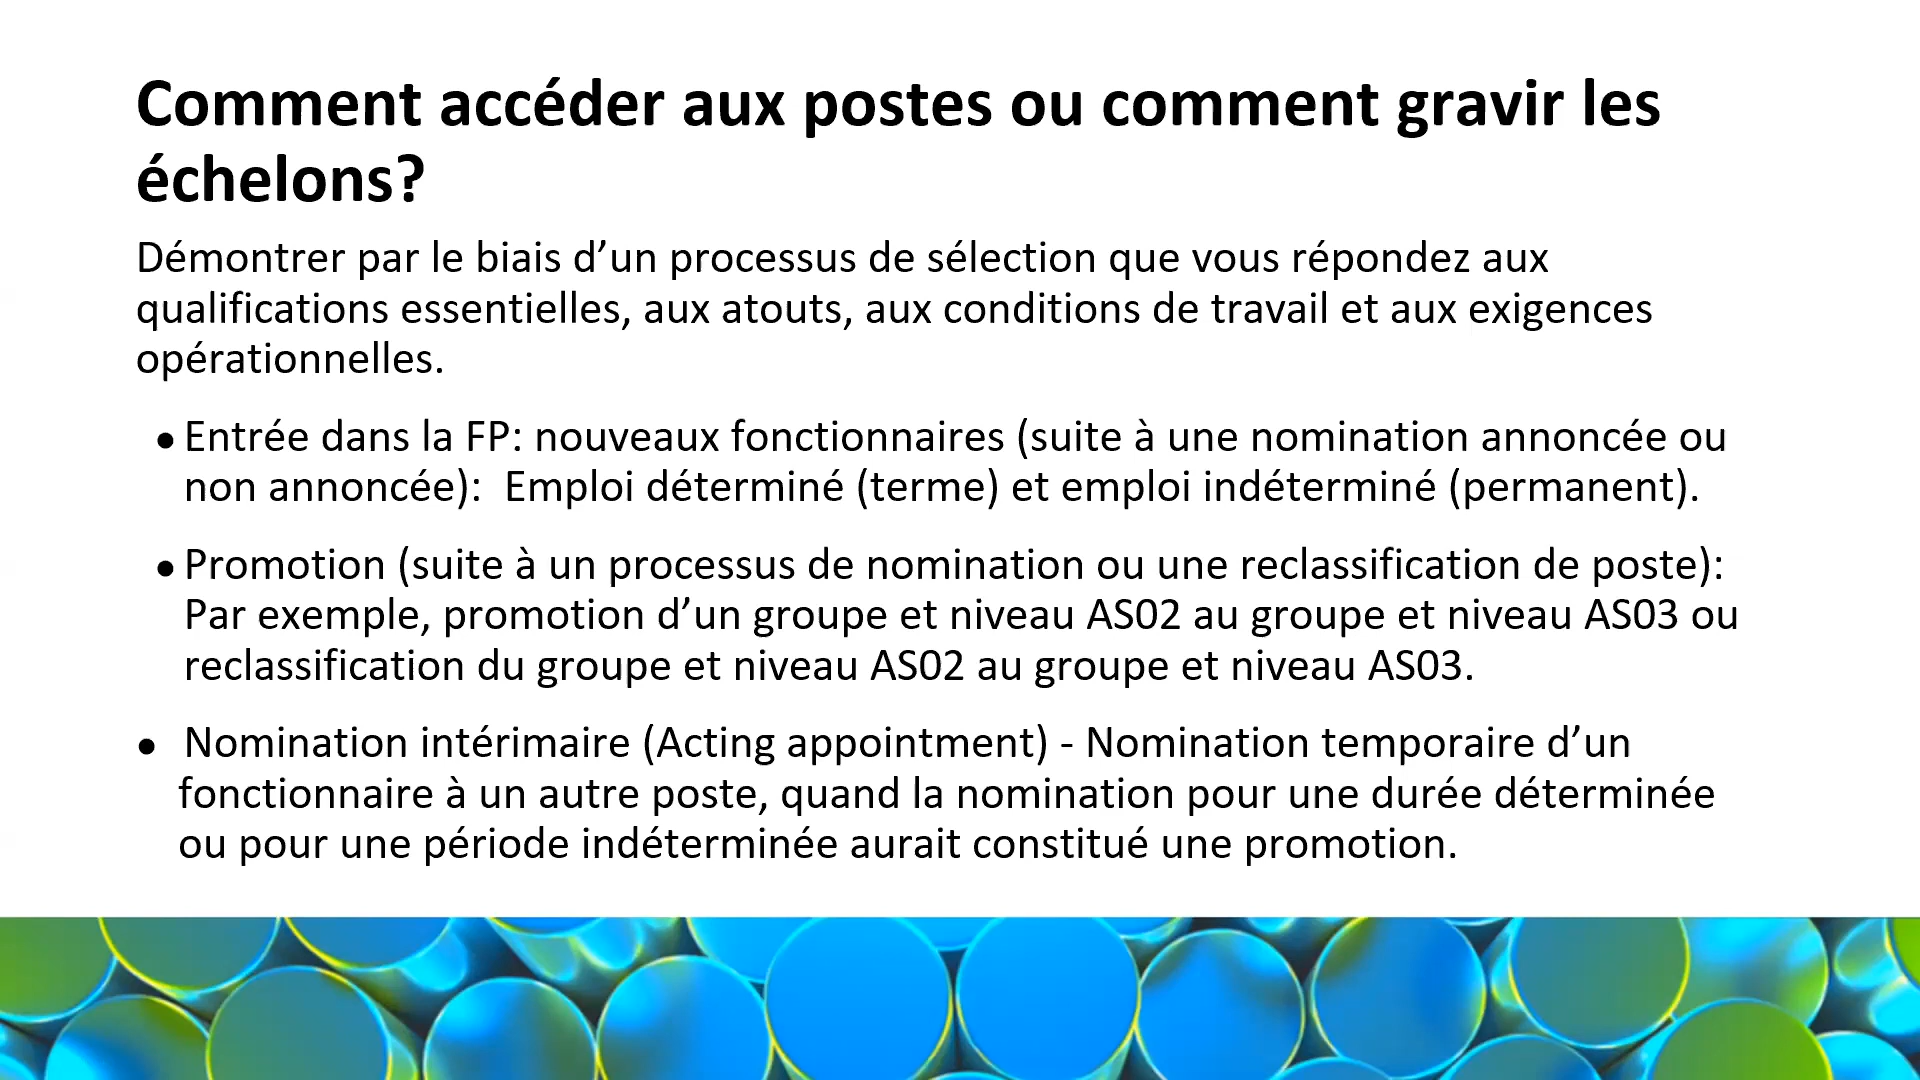 Comment accéder aux postes ou comment gravir les
échelons?
Démontrer par le biais d’un processus de sélection que vous répondez aux
qualifications essentielles, aux atouts, aux conditions de travail et aux exigences
opérationnelles.
● Entrée dans la FP: nouveaux fonctionnaires (suite à une nomination annoncée ou
non annoncée):  Emploi déterminé (terme) et emploi indéterminé (permanent).
● Promotion (suite à un processus de nomination ou une reclassification de poste):
Par exemple, promotion d’un groupe et niveau AS02 au groupe et niveau AS03 ou
reclassification du groupe et niveau AS02 au groupe et niveau AS03.
● Nomination intérimaire (Acting appointment) - Nomination temporaire d’un
fonctionnaire à un autre poste, quand la nomination pour une durée déterminée
ou pour une période indéterminée aurait constitué une promotion.